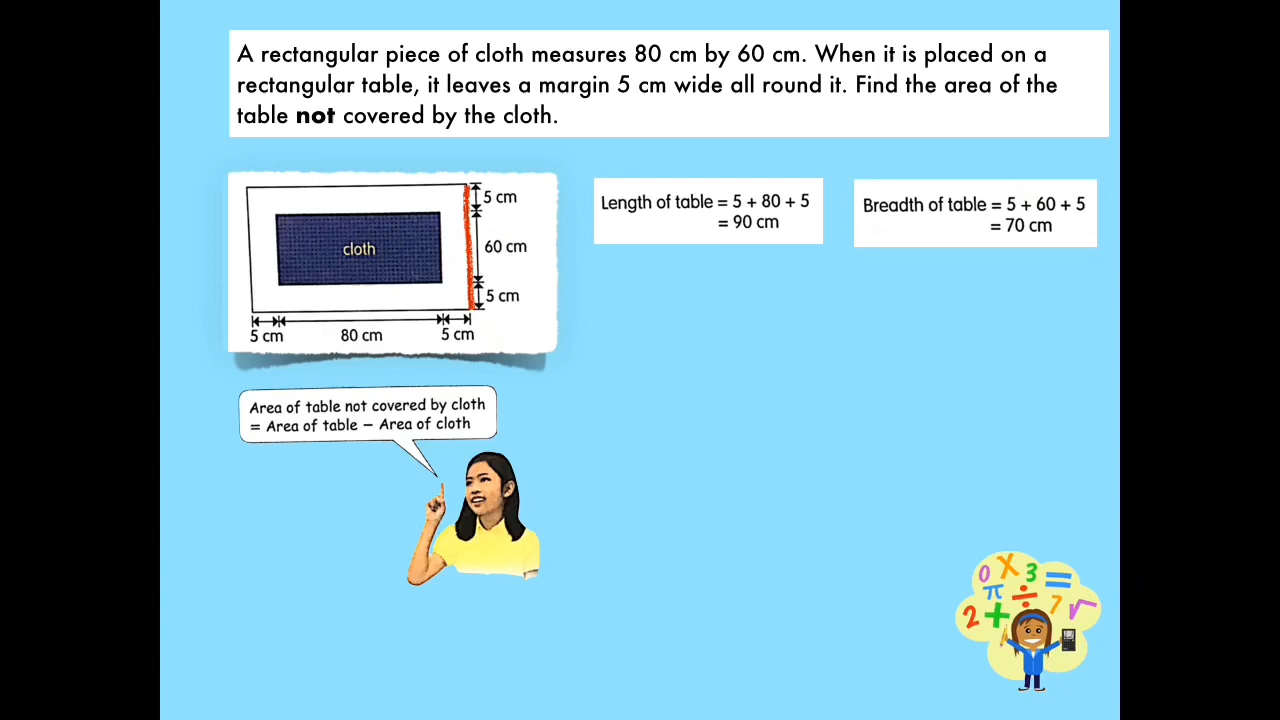 A rectangular piece of cloth measures 80 cm by 60 cm. When it is placed on a
rectangular table, it leaves a margin 5 cm wide all round it. Find the area of the
table not covered by the cloth.
5 cm
cloth
60 cm
5 cm
5 cm
80 cm
5 cm
Length of table = 5 + 80 + 5
= 90 cm
Breadth of table = 5 + 60 + 5
= 70 cm
Area of table not covered by cloth
= Area of table − Area of cloth
0 x 3 =
π ÷ 7 √
2 +